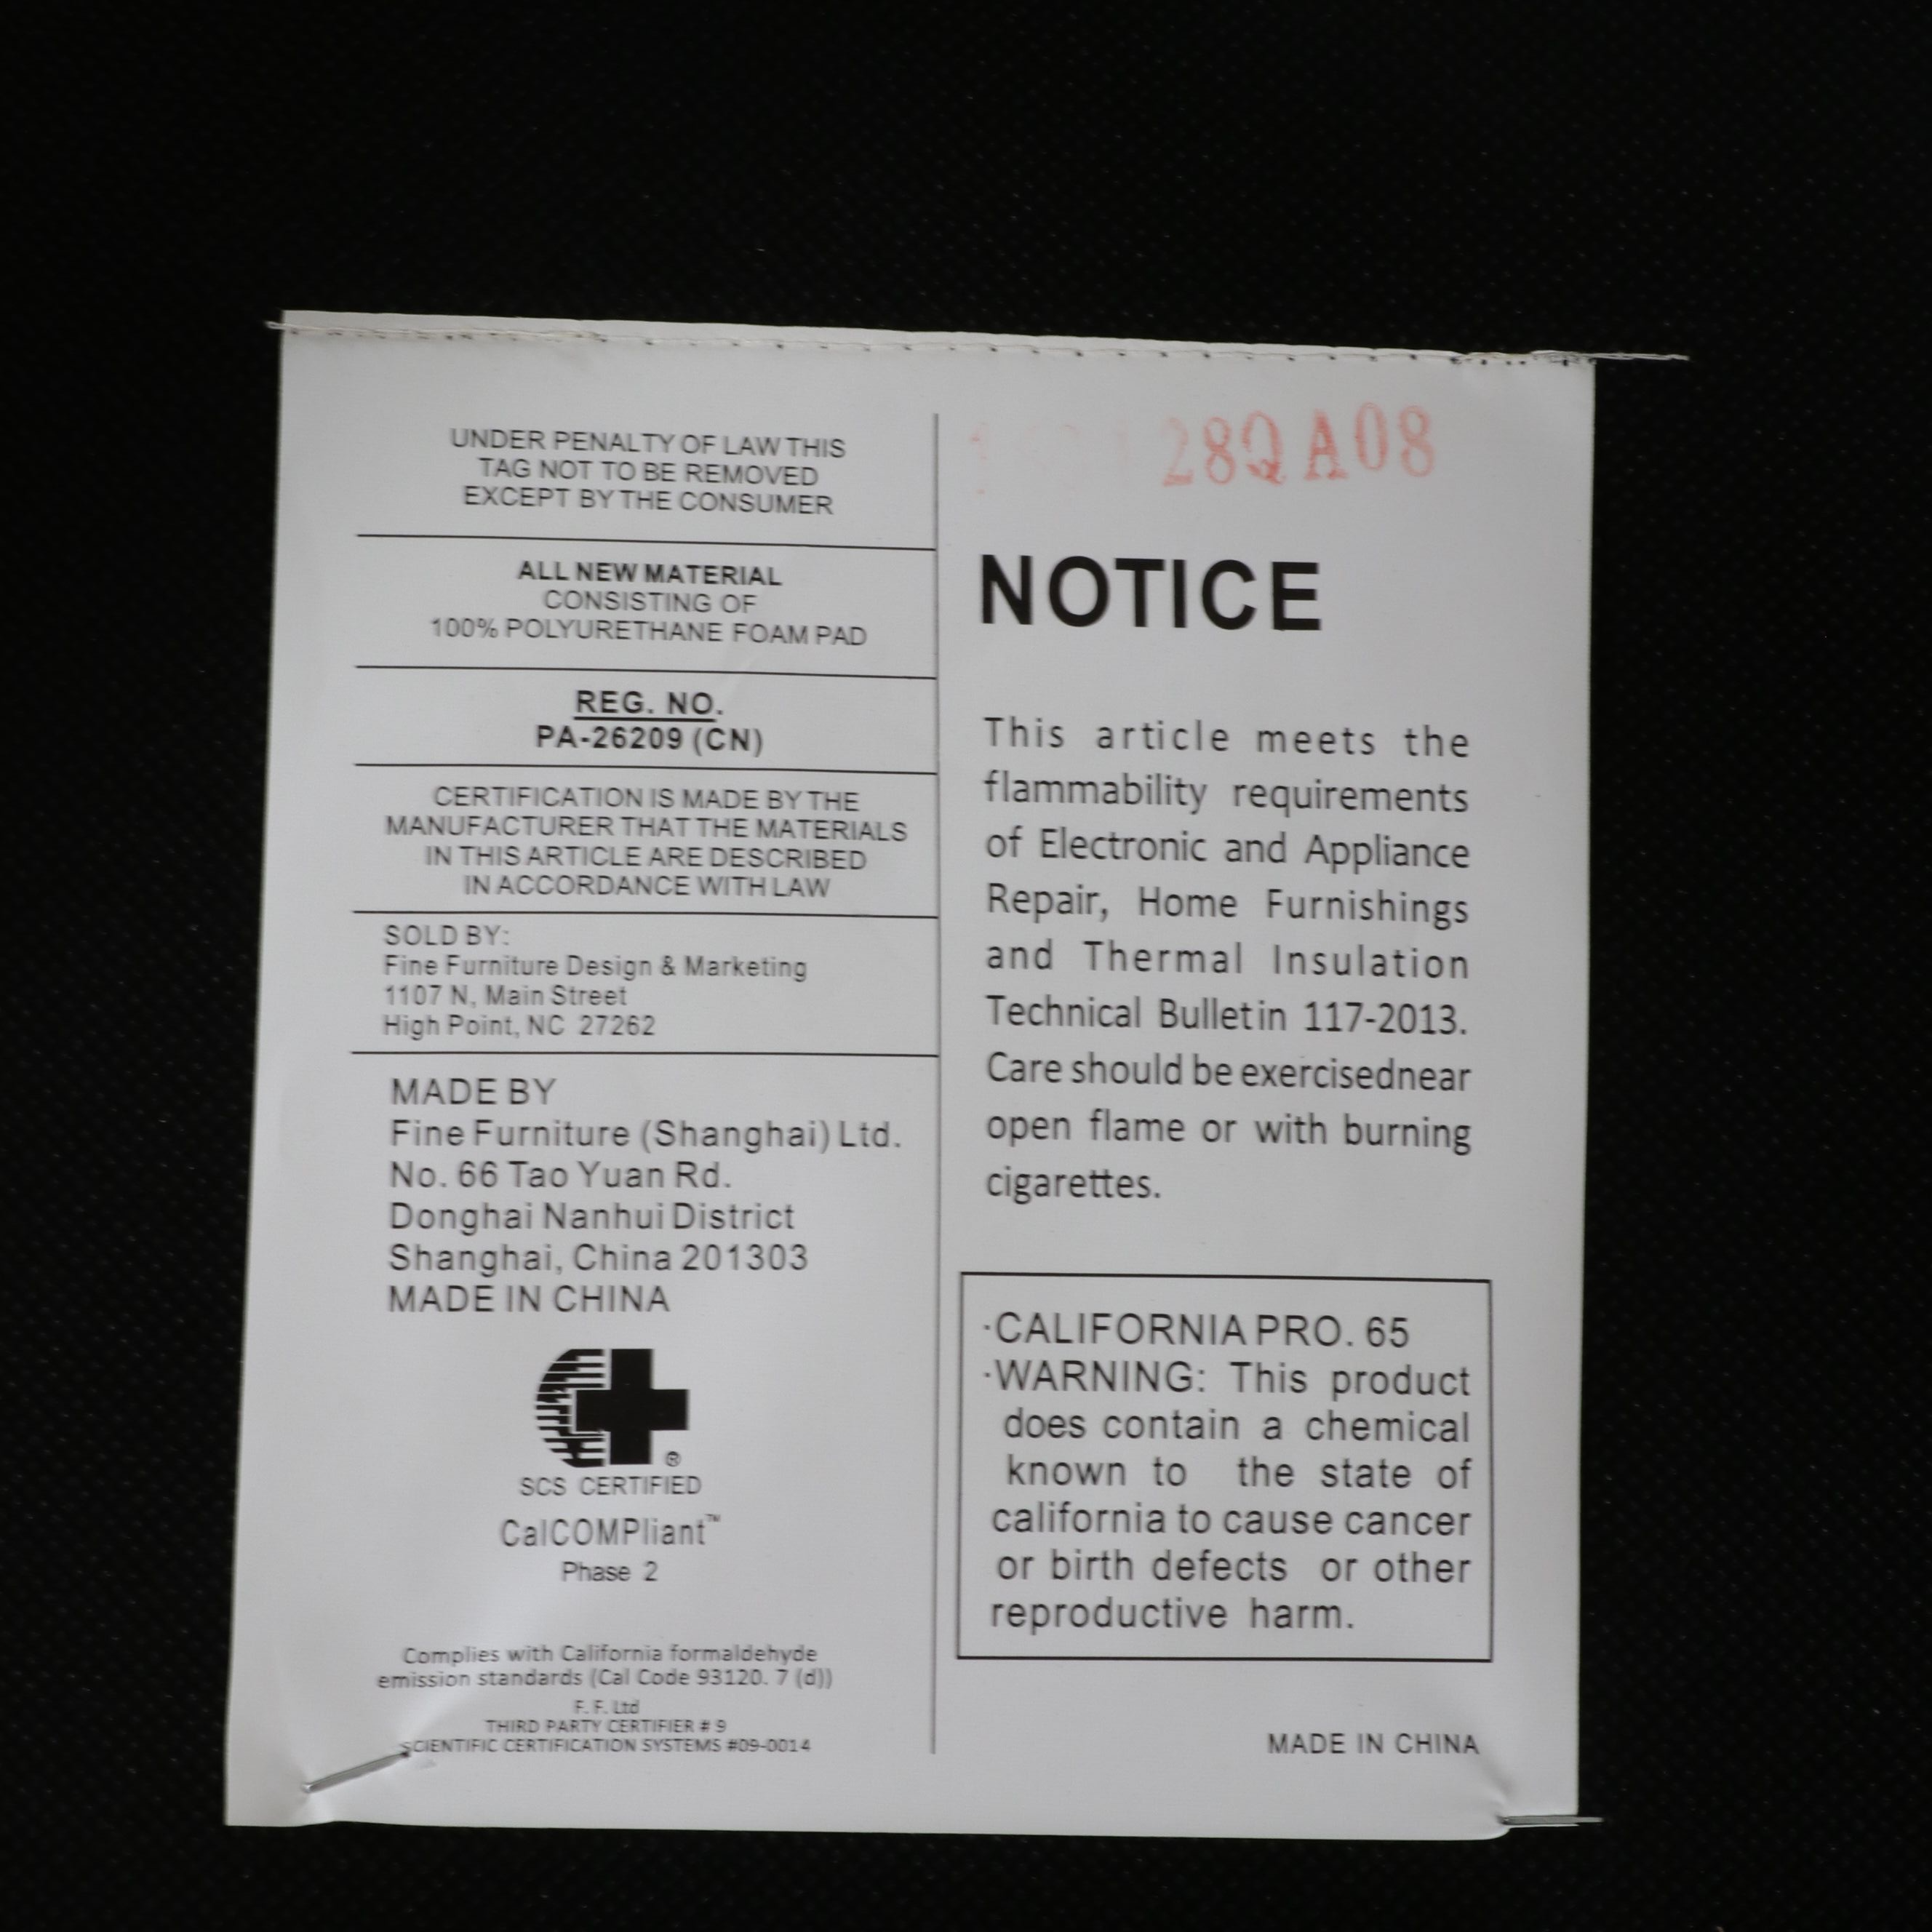 UNDER PENALTY OF LAW THIS
TAG NOT TO BE REMOVED
EXCEPT BY THE CONSUMER
ALL NEW MATERIAL
CONSISTING OF
100% POLYURETHANE FOAM PAD
REG. NO.
PA-26209 (CN)
CERTIFICATION IS MADE BY THE
MANUFACTURER THAT THE MATERIALS
IN THIS ARTICLE ARE DESCRIBED
IN ACCORDANCE WITH LAW
SOLD BY:
Fine Furniture Design & Marketing
1107 N, Main Street
High Point, NC 27262
MADE BY
Fine Furniture (Shanghai) Ltd.
No. 66 Tao Yuan Rd.
Donghai Nanhui District
Shanghai, China 201303
MADE IN CHINA
®
SCS CERTIFIED
CalCOMPliant™
Phase 2
Complies with California formaldehyde
emission standards (Cal Code 93120. 7 (d))
F. F. Ltd
THIRD PARTY CERTIFIER # 9
SCIENTIFIC CERTIFICATION SYSTEMS #09-0014
28QA08
NOTICE
This article meets the
flammability requirements
of Electronic and Appliance
Repair, Home Furnishings
and Thermal Insulation
Technical Bulletin 117-2013.
Care should be exercisednear
open flame or with burning
cigarettes.
·CALIFORNIA PRO. 65
·WARNING: This product
does contain a chemical
known to the state of
california to cause cancer
or birth defects or other
reproductive harm.
MADE IN CHINA